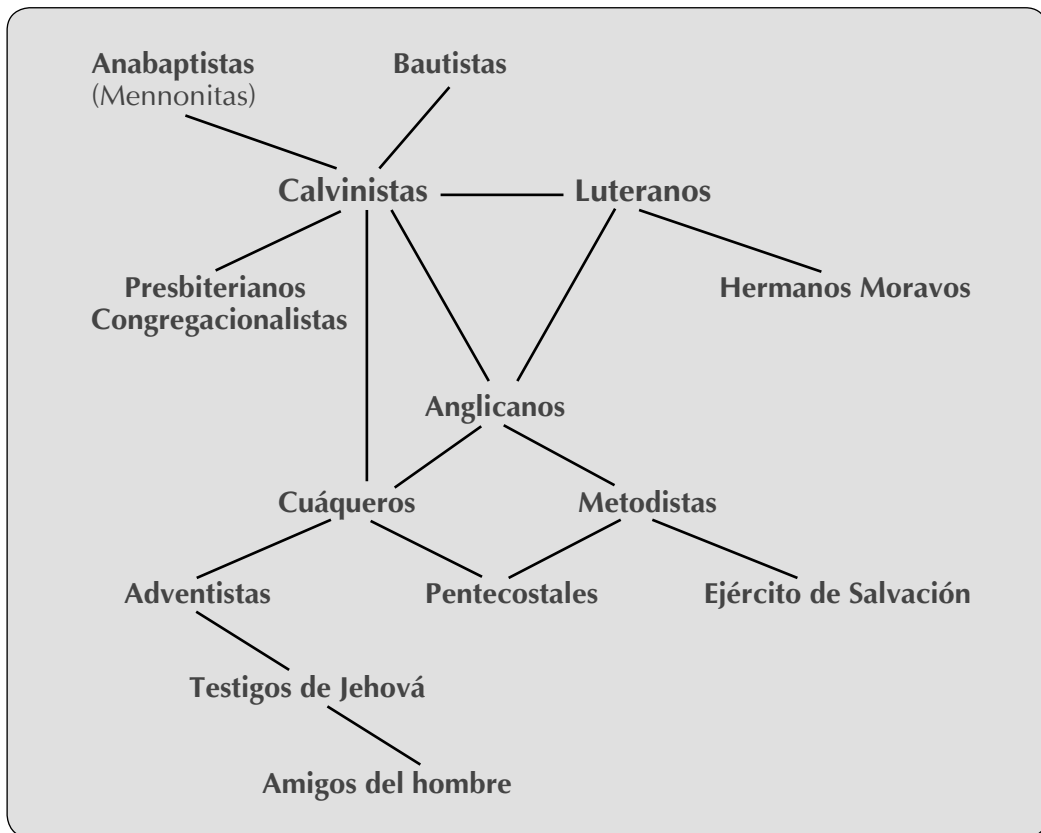 Anabaptistas
(Mennonitas)
Bautistas
Calvinistas
Luteranos
Presbiterianos
Congregacionalistas
Hermanos Moravos
Anglicanos
Cuáqueros
Metodistas
Adventistas
Pentecostales
Ejército de Salvación
Testigos de Jehová
Amigos del hombre